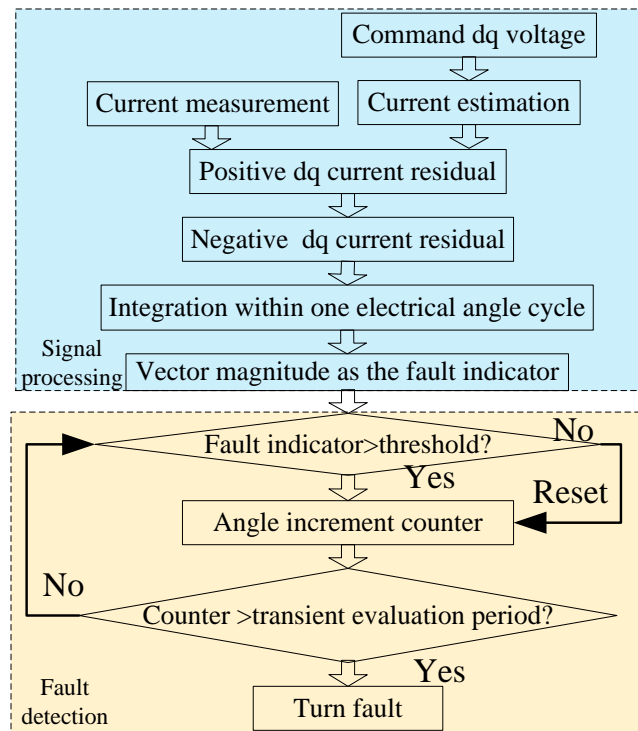 Command dq voltage
Current measurement
Current estimation
Positive dq current residual
Negative dq current residual
Integration within one electrical angle cycle
Signal
processing
Vector magnitude as the fault indicator
Fault indicator>threshold?
No
Yes
Reset
Angle increment counter
No
Counter >transient evaluation period?
Yes
Fault
detection
Turn fault